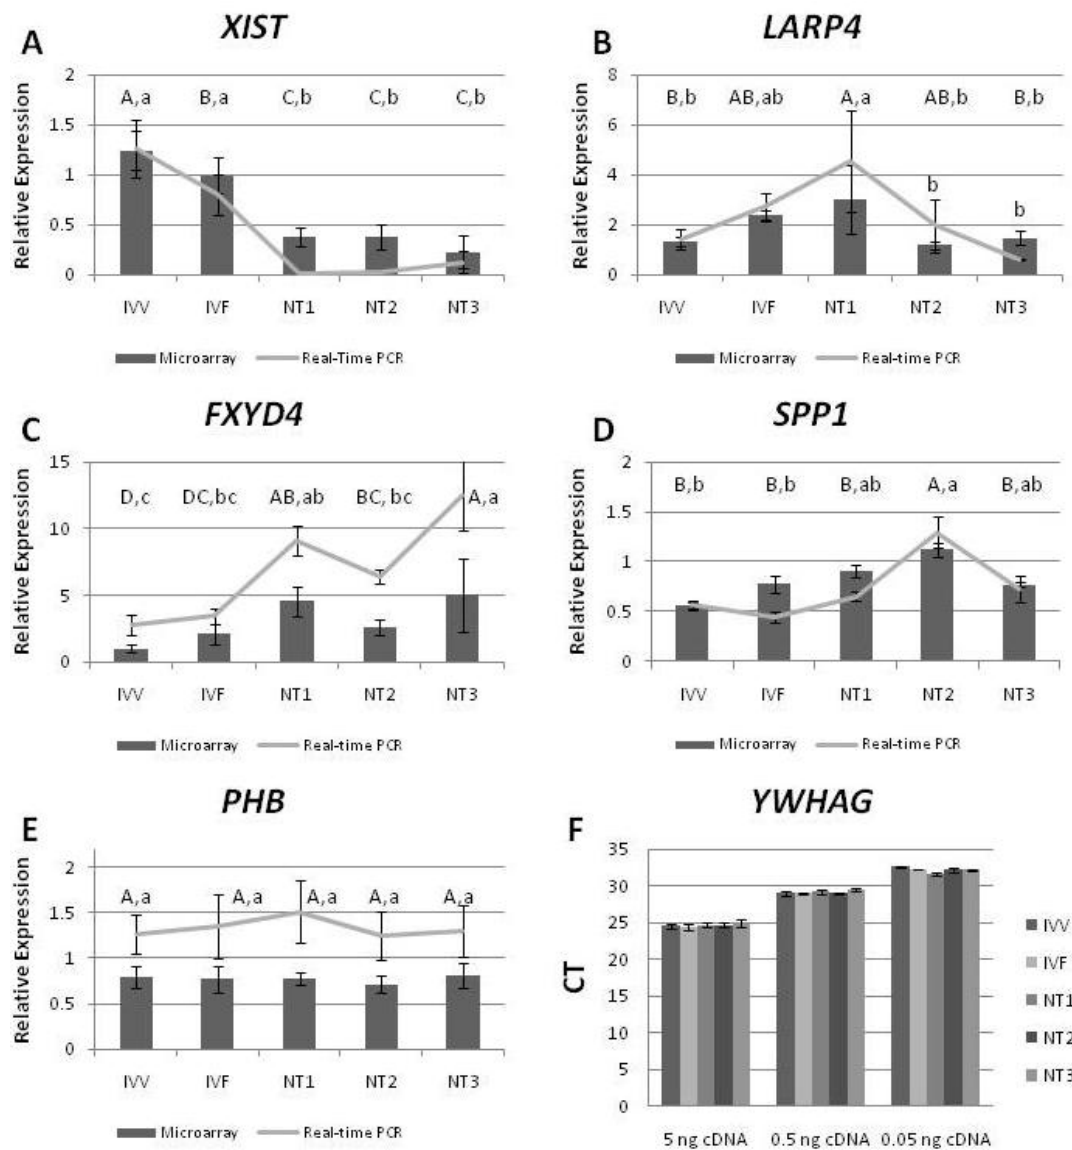 A
XIST
Relative Expression
2
1.5
1
0.5
0
A,a B,a C,b C,b C,b
IVV IVF NT1 NT2 NT3
Microarray Real-Time PCR
B
LARP4
Relative Expression
8
6
4
2
0
B,b AB,ab A,a AB,b B,b
b
b
IVV IVF NT1 NT2 NT3
Microarray Real-time PCR
C
FXYD4
Relative Expression
15
10
5
0
D,c DC,bc AB,ab BC,bc A,a
IVV IVF NT1 NT2 NT3
Microarray Real-time PCR
D
SPP1
Relative Expression
2
1.5
1
0.5
0
B,b B,b B,ab A,a B,ab
IVV IVF NT1 NT2 NT3
Microarray Real-time PCR
E
PHB
Relative Expression
2
1.5
1
0.5
0
A,a A,a A,a A,a A,a
IVV IVF NT1 NT2 NT3
Microarray Real-time PCR
F
YWHAG
CT
35
30
25
20
15
10
5
0
5 ng cDNA 0.5 ng cDNA 0.05 ng cDNA
IVV
IVF
NT1
NT2
NT3